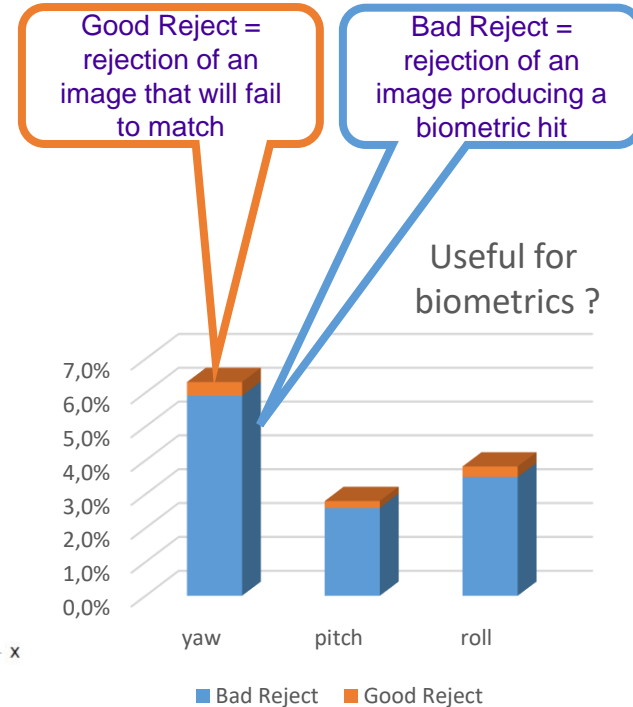 Good Reject =
rejection of an
image that will fail
to match
Bad Reject =
rejection of an
image producing a
biometric hit
Useful for
biometrics ?
7,0%
6,0%
5,0%
4,0%
3,0%
2,0%
1,0%
0,0%
yaw pitch roll
x
Bad Reject Good Reject